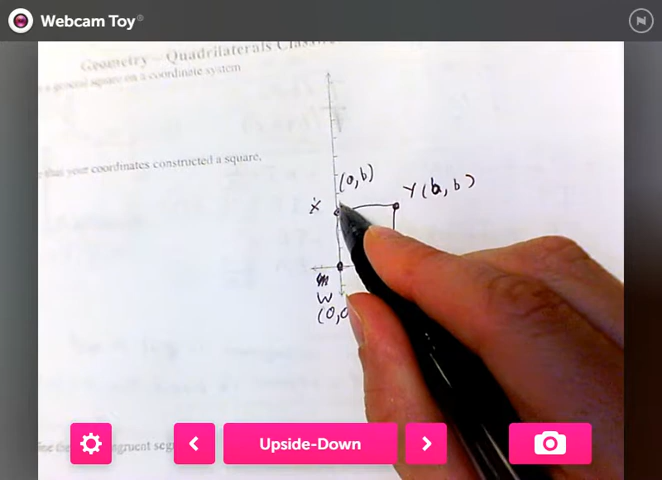 Webcam Toy®
Geometry – Quadrilaterals
general square on a coordinate system
that your coordinates constructed a square.
(0,b)
Y(b,b)
X
W
(0,0
Upside-Down